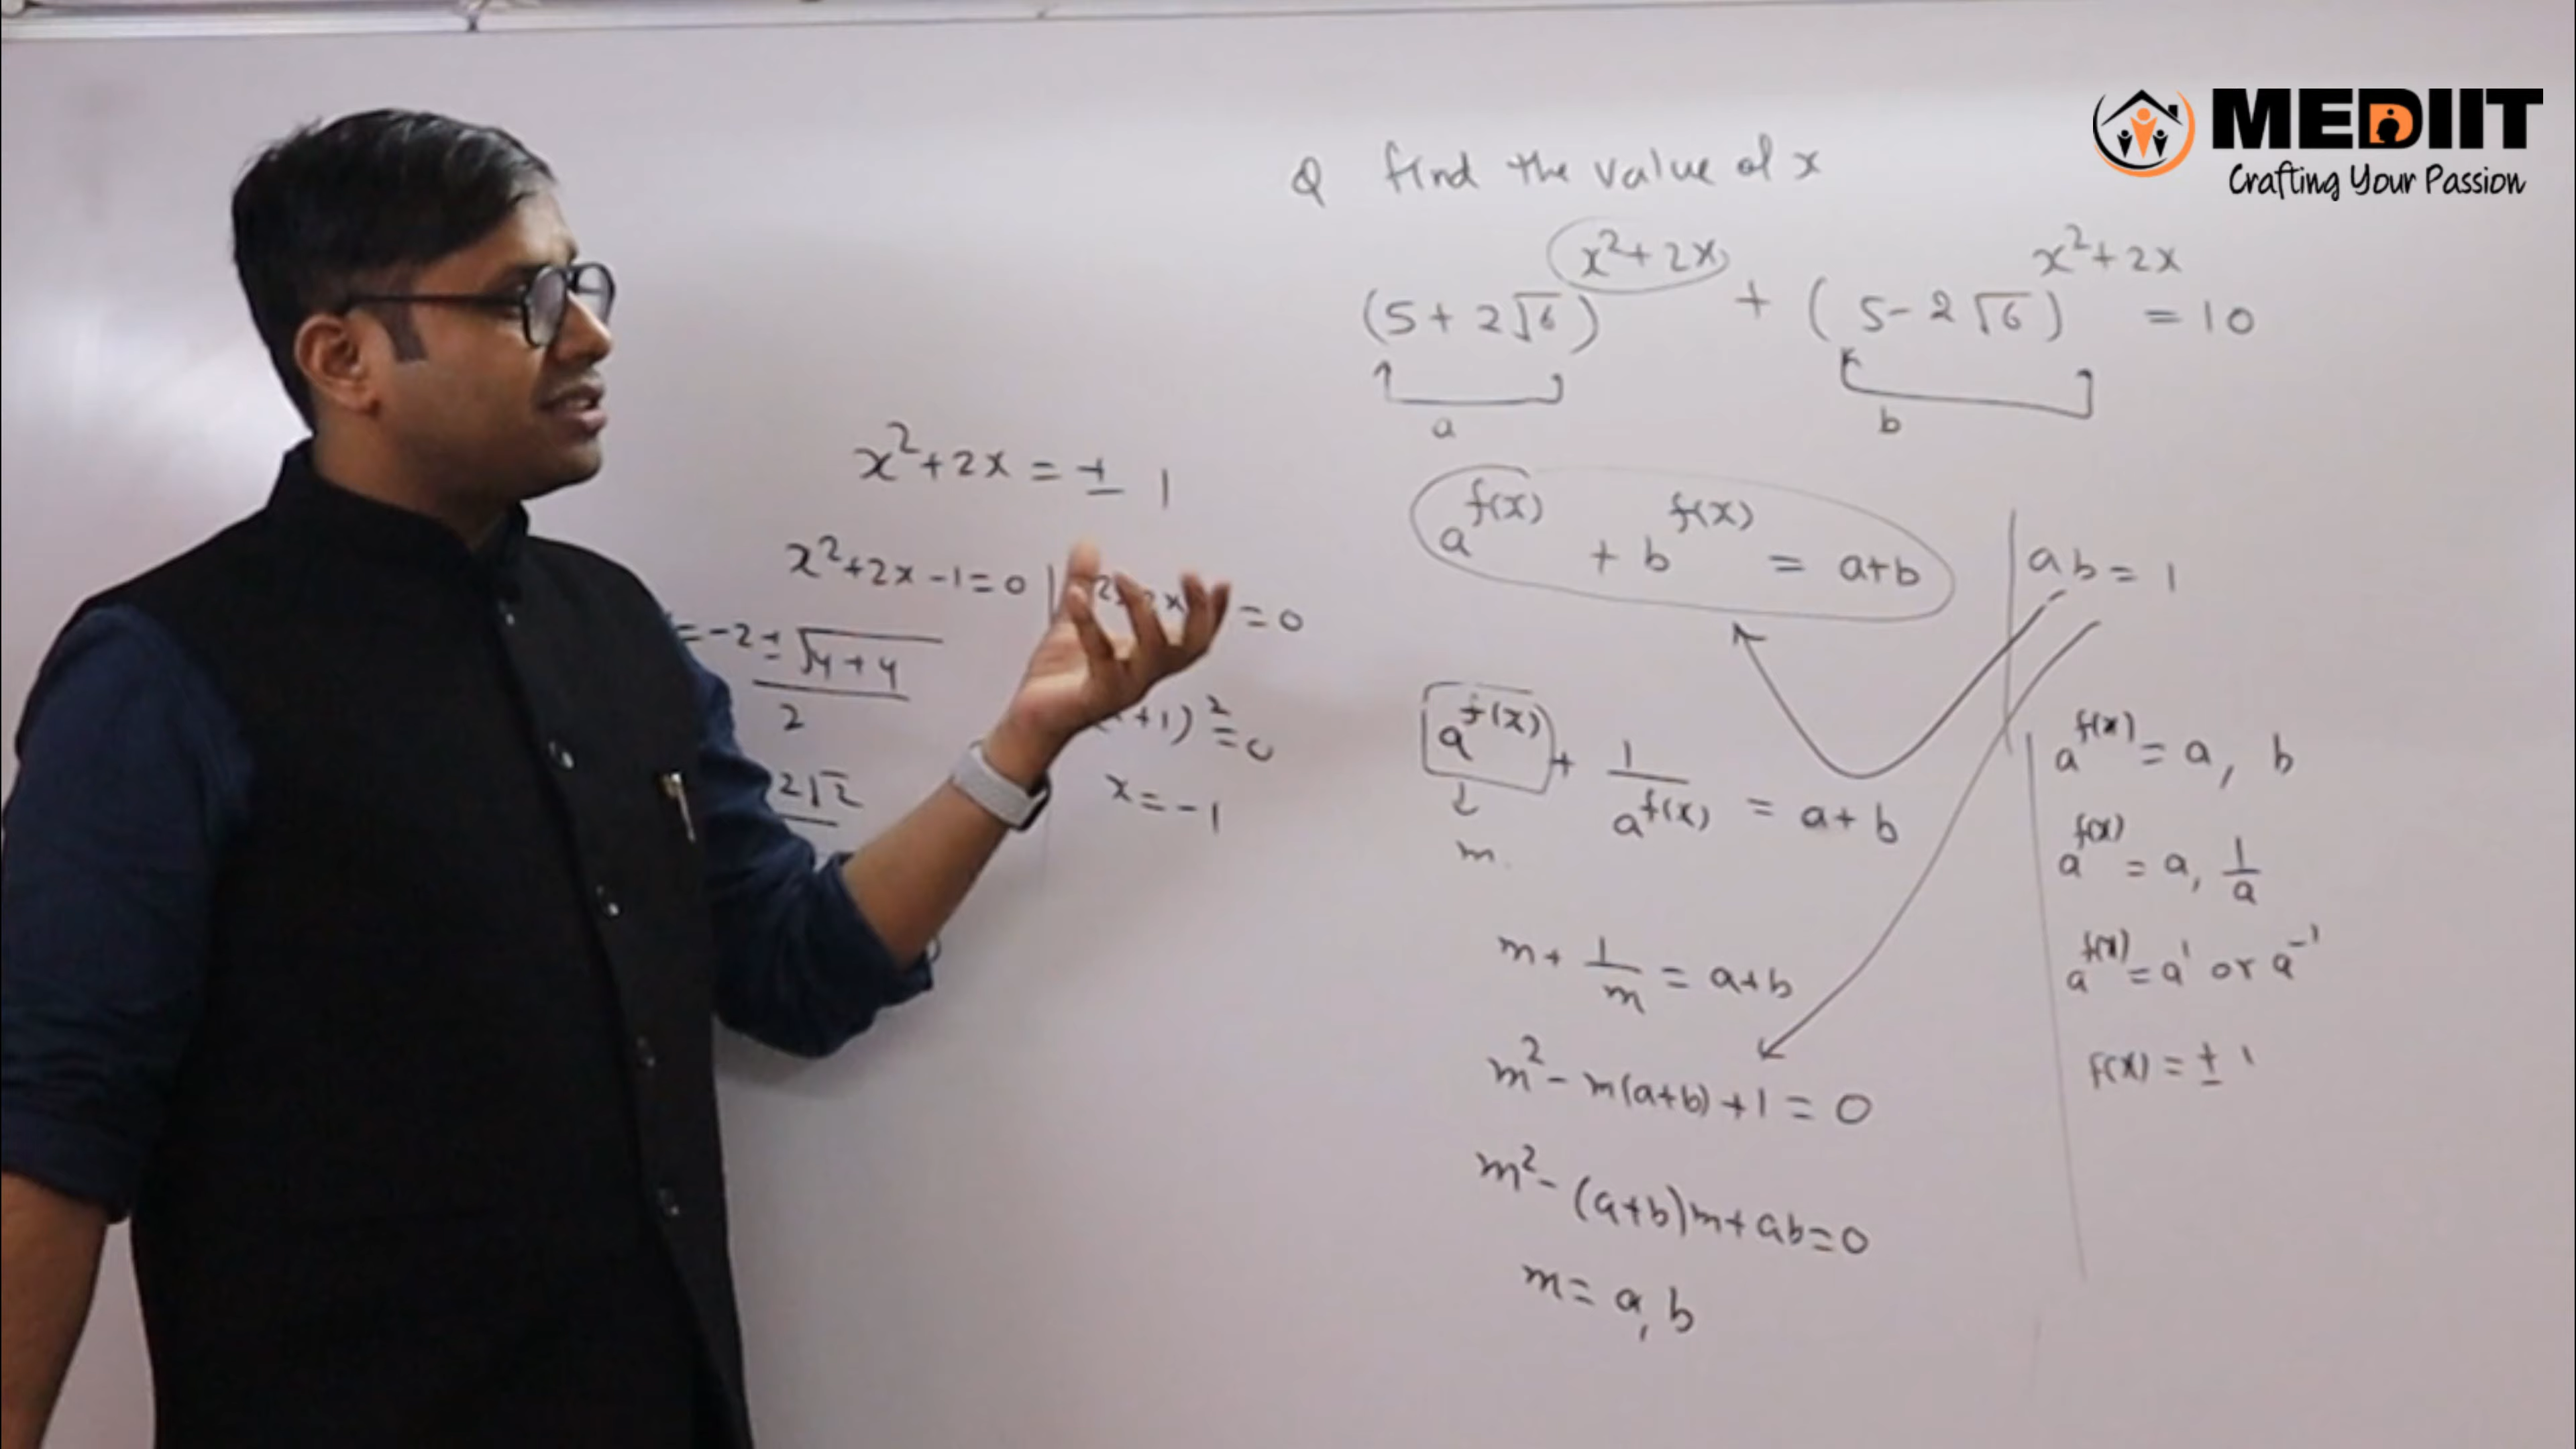 MEDIIT
Crafting Your Passion
Q find the value of x
(5 + 2√6)^(x²+2x) + (5-2√6)^(x²+2x) = 10
a b
a^f(x) + b^f(x) = a+b
ab = 1
a^f(x) + 1/a^f(x) = a+b
m
m + 1/m = a+b
m² - m(a+b) + 1 = 0
m² - (a+b)m + ab = 0
m = a, b
a^f(x) = a, b
a^f(x) = a, 1/a
a^f(x) = a¹ or a⁻¹
f(x) = ± 1
x²+2x = ± 1
x²+2x-1=0
= 0
= -2 ± √4+4 / 2
+1)² = 0
2√2
x = -1